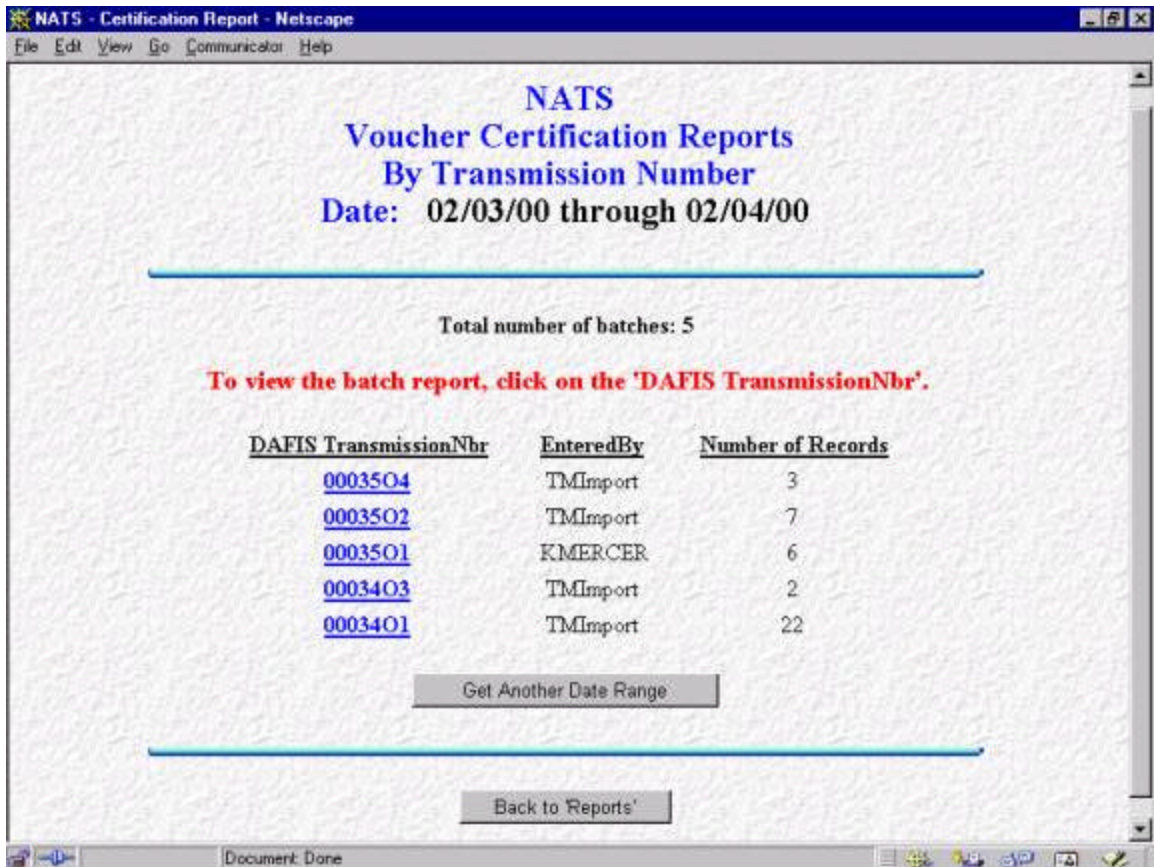 NATS - Certification Report - Netscape
File Edit View Go Communicator Help
NATS
Voucher Certification Reports
By Transmission Number
Date: 02/03/00 through 02/04/00
Total number of batches: 5
To view the batch report, click on the 'DAFIS TransmissionNbr'.
DAFIS TransmissionNbr EnteredBy Number of Records
00035O4 TMImport 3
00035O2 TMImport 7
00035O1 KMERCER 6
00034O3 TMImport 2
00034O1 TMImport 22
Get Another Date Range
Back to 'Reports'
Document: Done